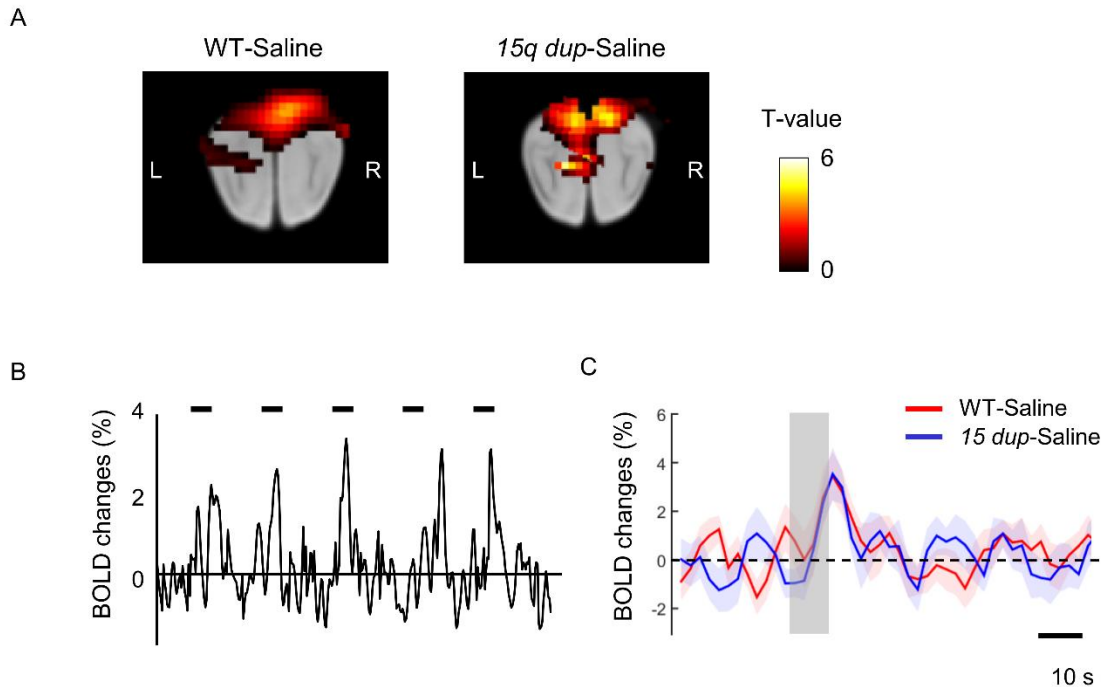 A
WT-Saline
15q dup-Saline
T-value
L
R
L
R
6
0
B
C
BOLD changes (%)
4
2
0
BOLD changes (%)
6
4
2
0
-2
WT-Saline
15 dup-Saline
10 s